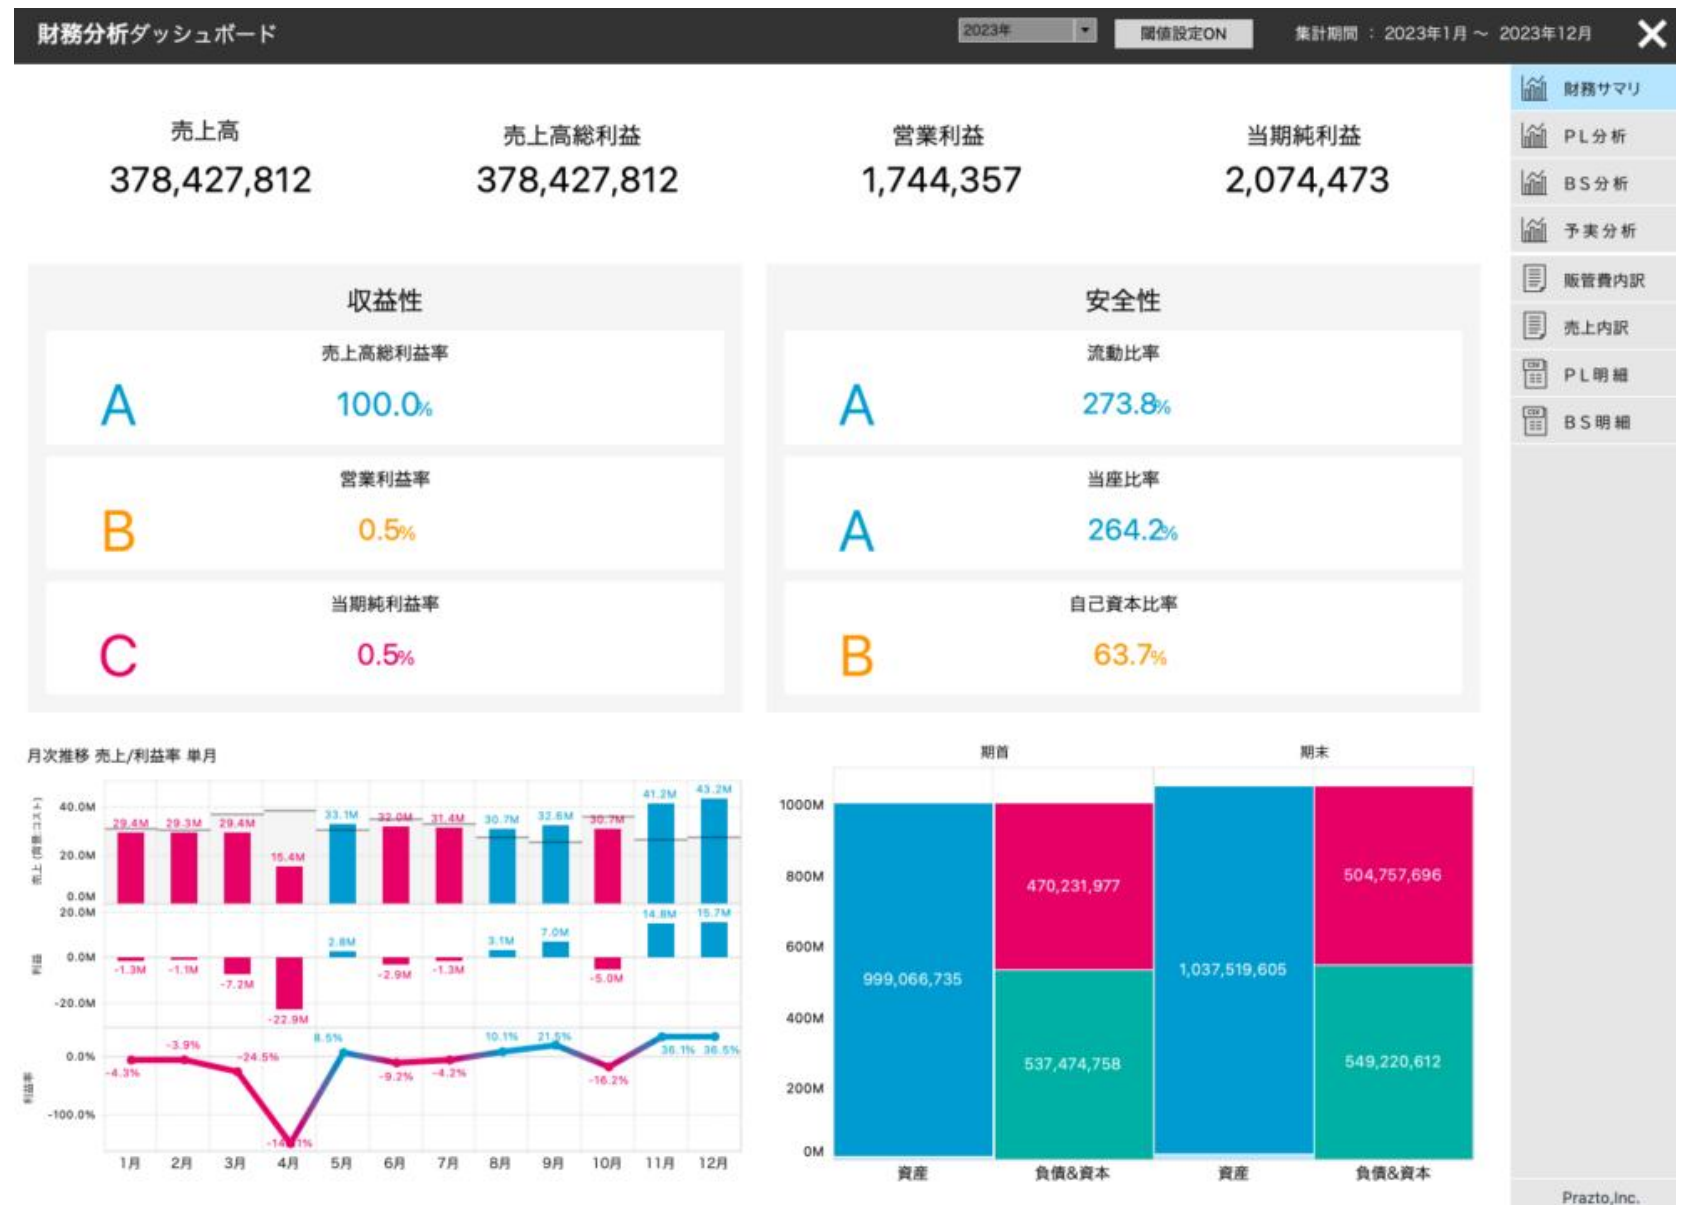 財務分析ダッシュボード
2023年
閾値設定ON
集計期間 : 2023年1月 ～ 2023年12月
財務サマリ
PL分析
BS分析
予実分析
販管費内訳
売上内訳
PL明細
BS明細
売上高
378,427,812
売上高総利益
378,427,812
営業利益
1,744,357
当期純利益
2,074,473
収益性
売上高総利益率
A
100.0%
営業利益率
B
0.5%
当期純利益率
C
0.5%
安全性
流動比率
A
273.8%
当座比率
A
264.2%
自己資本比率
B
63.7%
月次推移 売上/利益率 単月
売上 (背景:コスト)
40.0M
20.0M
0.0M
29.4M 29.3M 29.4M 15.4M 33.1M 32.0M 31.4M 30.7M 32.6M 30.7M 41.2M 43.2M
利益
20.0M
0.0M
-20.0M
-1.3M -1.1M -7.2M -22.9M 2.8M -2.9M -1.3M 3.1M 7.0M -5.0M 14.8M 15.7M
利益率
0.0%
-100.0%
-4.3% -3.9% -24.5% 8.5% -9.2% -4.2% 10.1% 21.5% -16.2% 36.1% 36.5%
1月 2月 3月 4月 5月 6月 7月 8月 9月 10月 11月 12月
期首
期末
1000M
800M
600M
400M
200M
0M
999,066,735
470,231,977
537,474,758
1,037,519,605
504,757,696
549,220,612
資産 負債&資本 資産 負債&資本
Prazto,Inc.